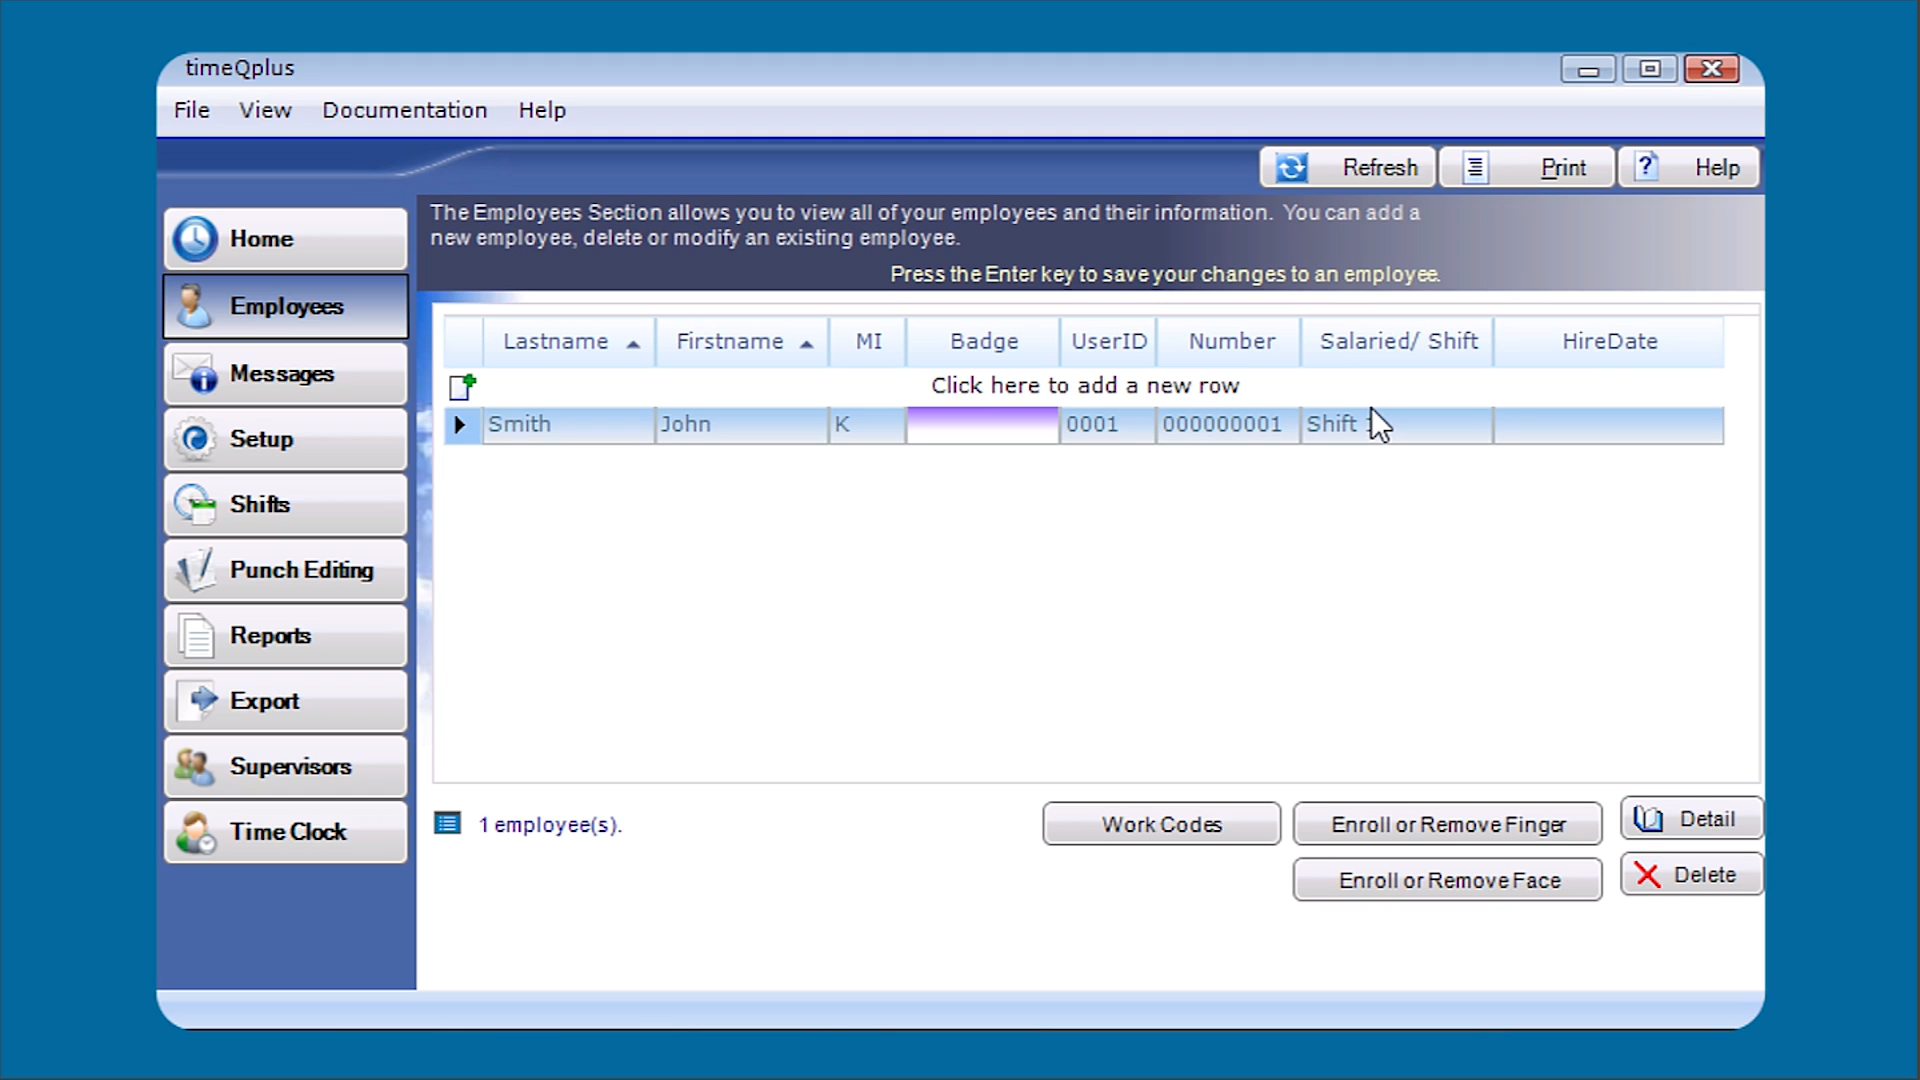 timeQplus
File View Documentation Help
Refresh Print Help
The Employees Section allows you to view all of your employees and their information. You can add a
new employee, delete or modify an existing employee.
Press the Enter key to save your changes to an employee.
Home
Employees
Messages
Setup
Shifts
Punch Editing
Reports
Export
Supervisors
Time Clock
Lastname Firstname MI Badge UserID Number Salaried/ Shift HireDate
Click here to add a new row
Smith John K 0001 000000001 Shift
1 employee(s).
Work Codes Enroll or Remove Finger Detail
Enroll or Remove Face Delete